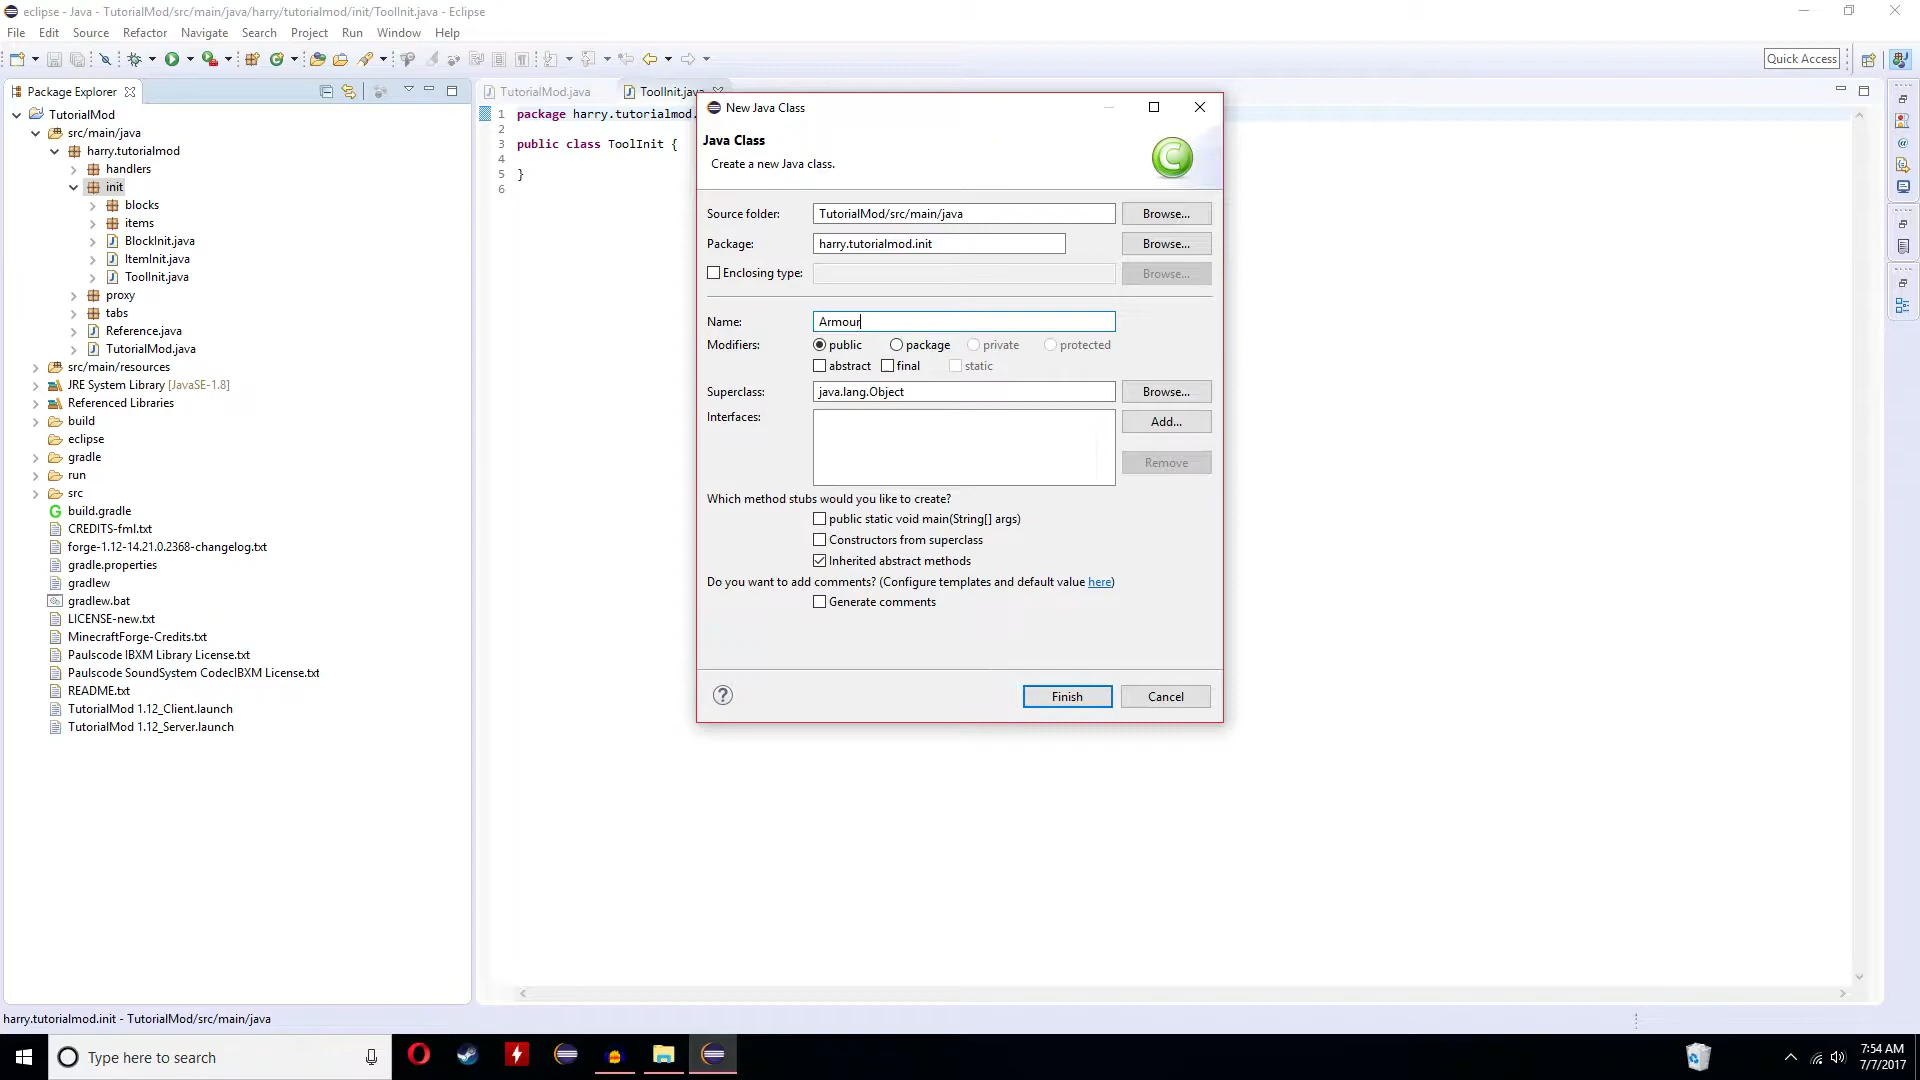 eclipse - Java - TutorialMod/src/main/java/harry/tutorialmod/init/ToolInit.java - Eclipse
File Edit Source Refactor Navigate Search Project Run Window Help
Quick Access
Package Explorer
TutorialMod.java ToolInit.java
TutorialMod
src/main/java
harry.tutorialmod
handlers
init
blocks
items
BlockInit.java
ItemInit.java
ToolInit.java
proxy
tabs
Reference.java
TutorialMod.java
src/main/resources
JRE System Library [JavaSE-1.8]
Referenced Libraries
build
eclipse
gradle
run
src
build.gradle
CREDITS-fml.txt
forge-1.12-14.21.0.2368-changelog.txt
gradle.properties
gradlew
gradlew.bat
LICENSE-new.txt
MinecraftForge-Credits.txt
Paulscode IBXM Library License.txt
Paulscode SoundSystem CodecIBXM License.txt
README.txt
TutorialMod 1.12_Client.launch
TutorialMod 1.12_Server.launch
1 package harry.tutorialmod.
2
3 public class ToolInit {
4
5 }
6
New Java Class
Java Class
Create a new Java class.
Source folder: TutorialMod/src/main/java Browse...
Package: harry.tutorialmod.init Browse...
Enclosing type: Browse...
Name: Armour
Modifiers: public package private protected
abstract final static
Superclass: java.lang.Object Browse...
Interfaces: Add...
Remove
Which method stubs would you like to create?
public static void main(String[] args)
Constructors from superclass
Inherited abstract methods
Do you want to add comments? (Configure templates and default value here)
Generate comments
Finish Cancel
harry.tutorialmod.init - TutorialMod/src/main/java
Type here to search
7:54 AM
7/7/2017